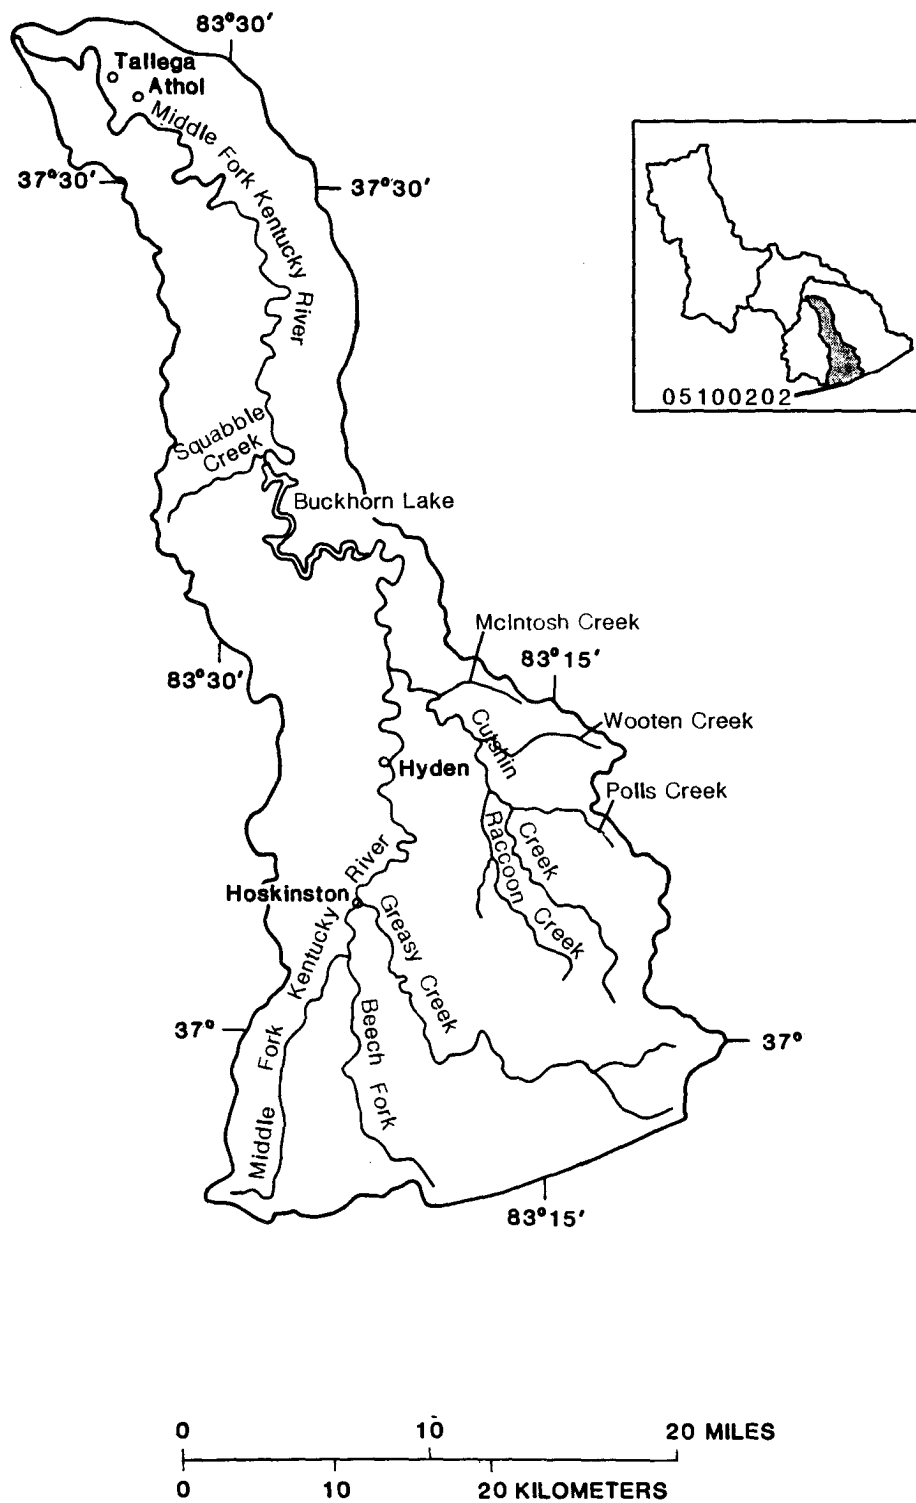 83°30'
Tallega
Athol
Middle Fork Kentucky River
37°30'
37°30'
05100202
Squabble
Creek
Buckhorn Lake
McIntosh Creek
83°15'
83°30'
Wooten Creek
Cutshin
Hyden
Polls Creek
Raccoon Creek
Creek
Hoskinston
Greasy Creek
Middle Fork Kentucky River
Beech Fork
37°
37°
83°15'
0 10 20 MILES
0 10 20 KILOMETERS